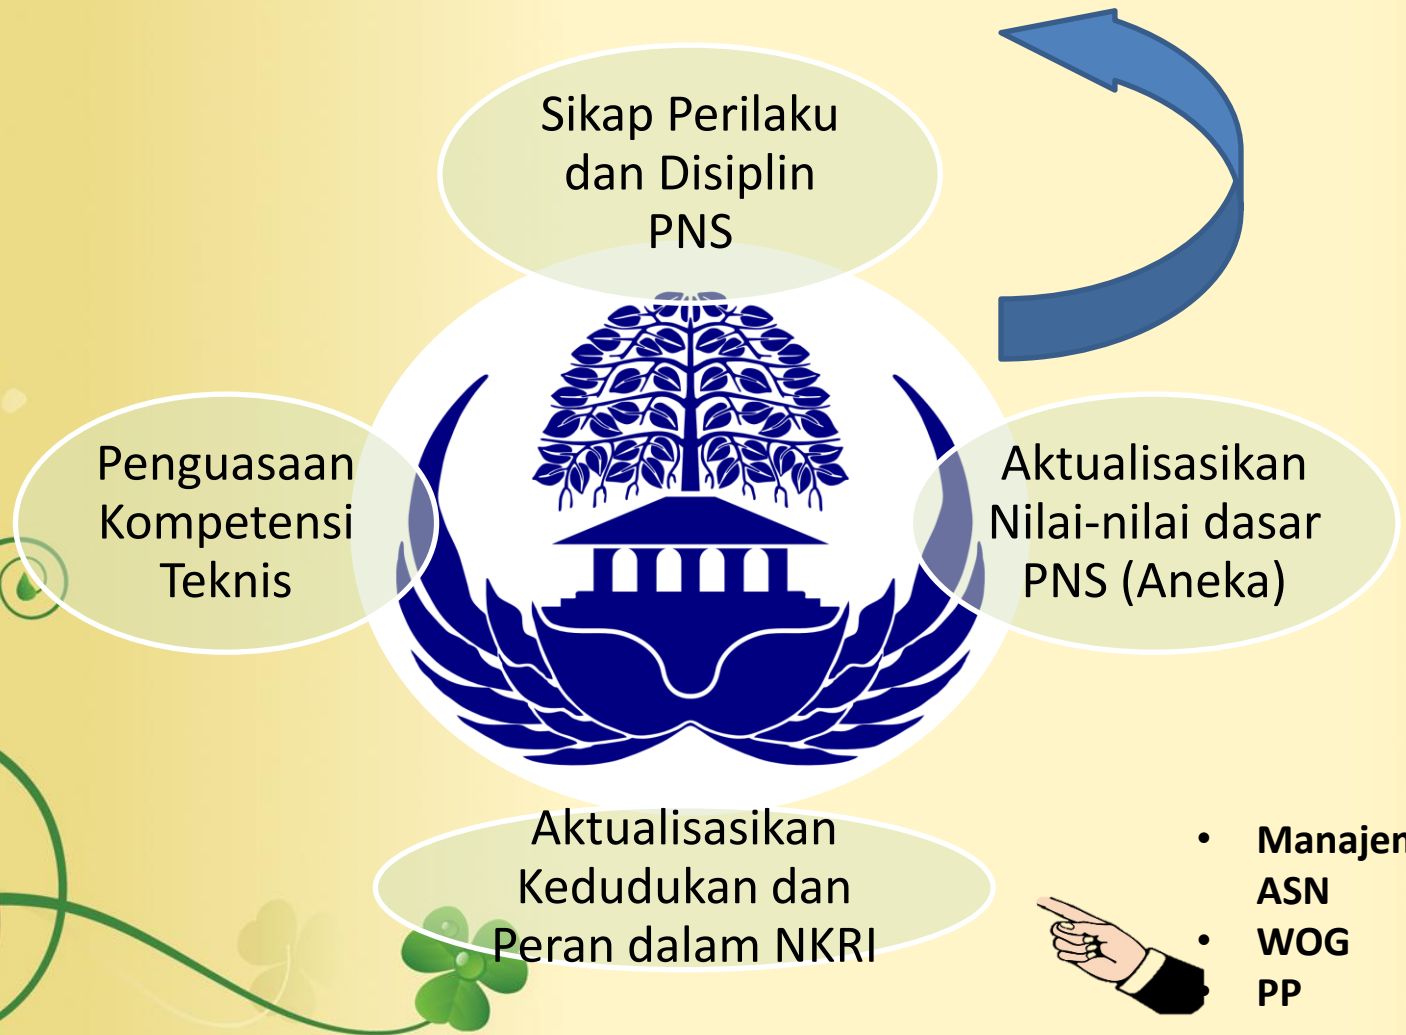 Sikap Perilaku
dan Disiplin
PNS
Penguasaan
Kompetensi
Teknis
Aktualisasikan
Nilai-nilai dasar
PNS (Aneka)
Aktualisasikan
Kedudukan dan
Peran dalam NKRI
• Manajen
ASN
• WOG
• PP